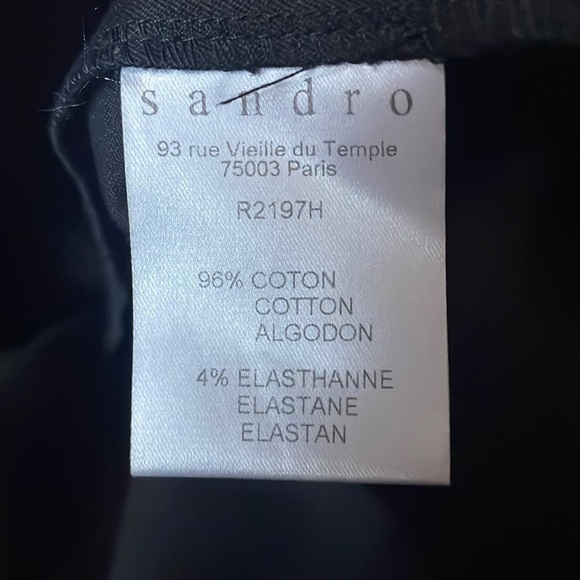 sandro
93 rue Vieille du Temple
75003 Paris
R2197H
96% COTON
COTTON
ALGODON
4% ELASTHANNE
ELASTANE
ELASTAN